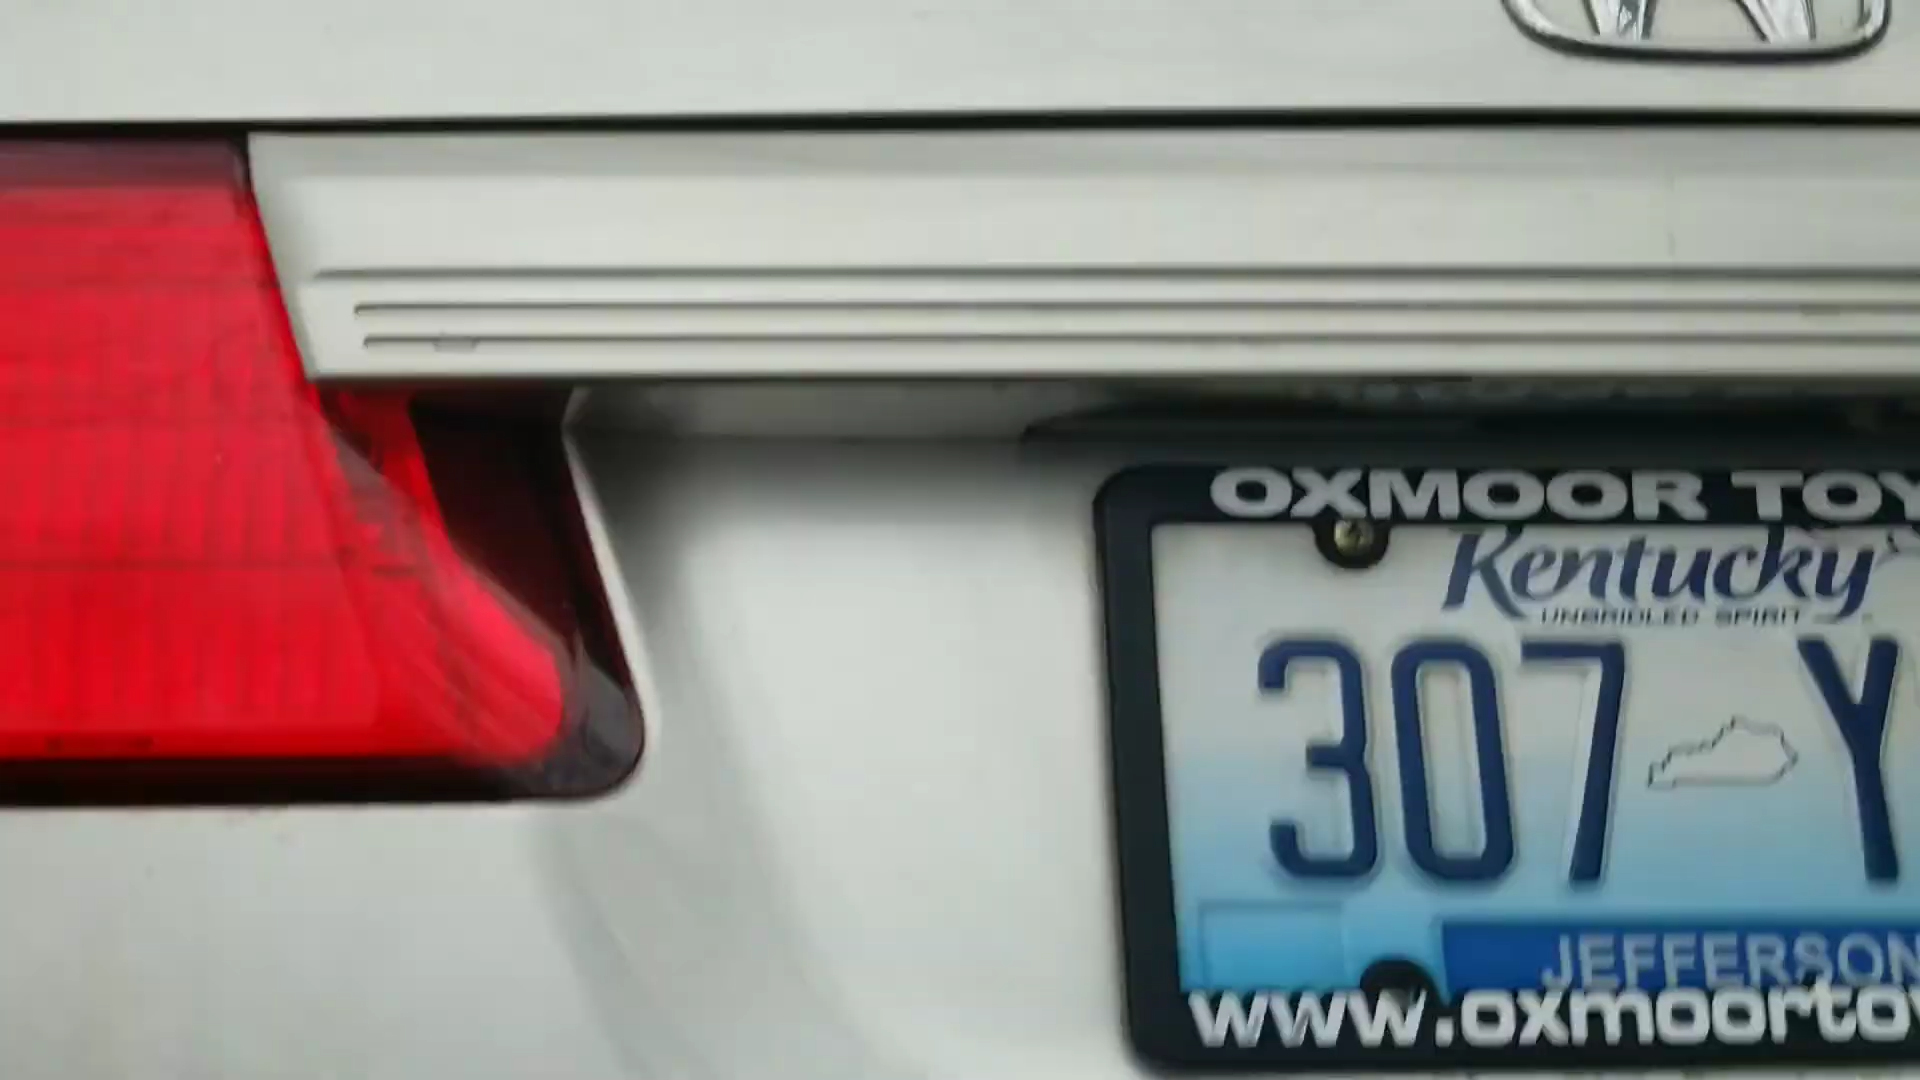 OXMOOR TOY
Kentucky
UNBRIDLED SPIRIT
307 Y
JEFFERSON
www.oxmoortoy